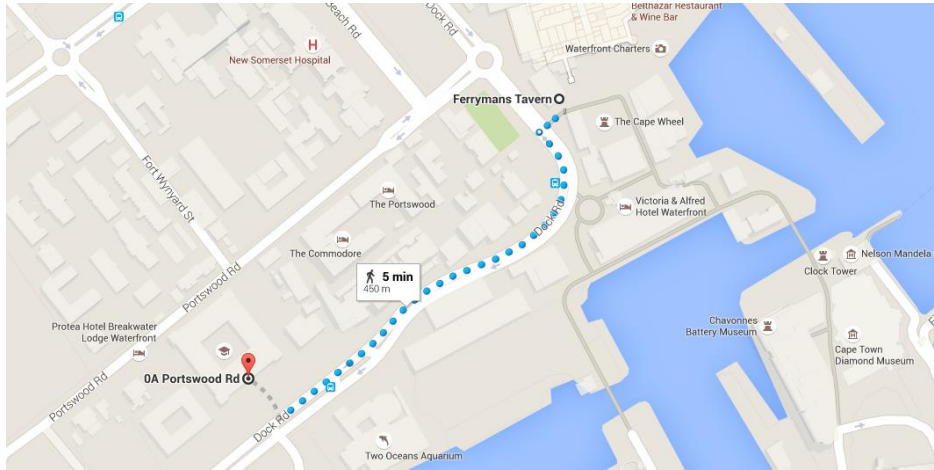 Belthazar Restaurant
& Wine Bar
Beach Rd
Dock Rd
Waterfront Charters
New Somerset Hospital
Ferrymans Tavern
The Cape Wheel
Fort Wynyard St
The Portswood
Victoria & Alfred
Hotel Waterfront
Dock Rd
The Commodore
Nelson Mandela
Clock Tower
Portswood Rd
5 min
450 m
Protea Hotel Breakwater
Lodge Waterfront
Chavonnes
Battery Museum
Cape Town
Diamond Museum
0A Portswood Rd
Portswood Rd
Dock Rd
Two Oceans Aquarium